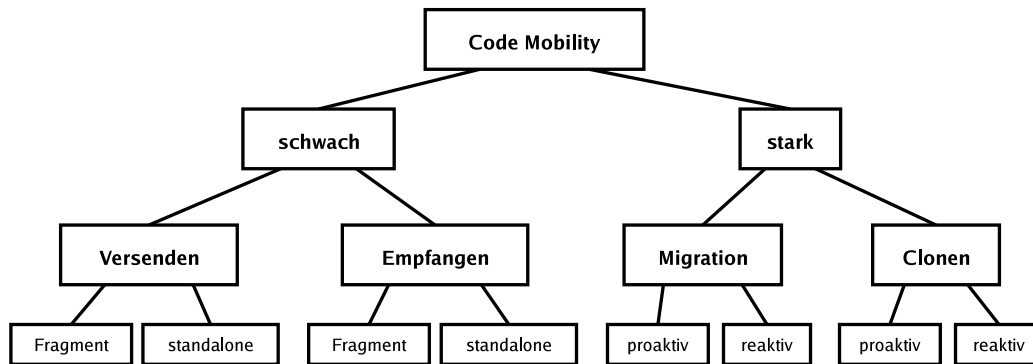 Code Mobility
schwach
stark
Versenden
Empfangen
Migration
Clonen
Fragment
standalone
Fragment
standalone
proaktiv
reaktiv
proaktiv
reaktiv